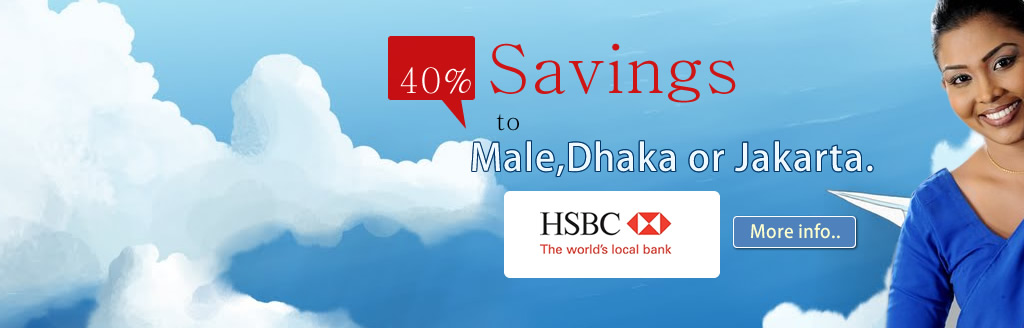 40% Savings
to
Male,Dhaka or Jakarta.
HSBC
The world's local bank
More info..